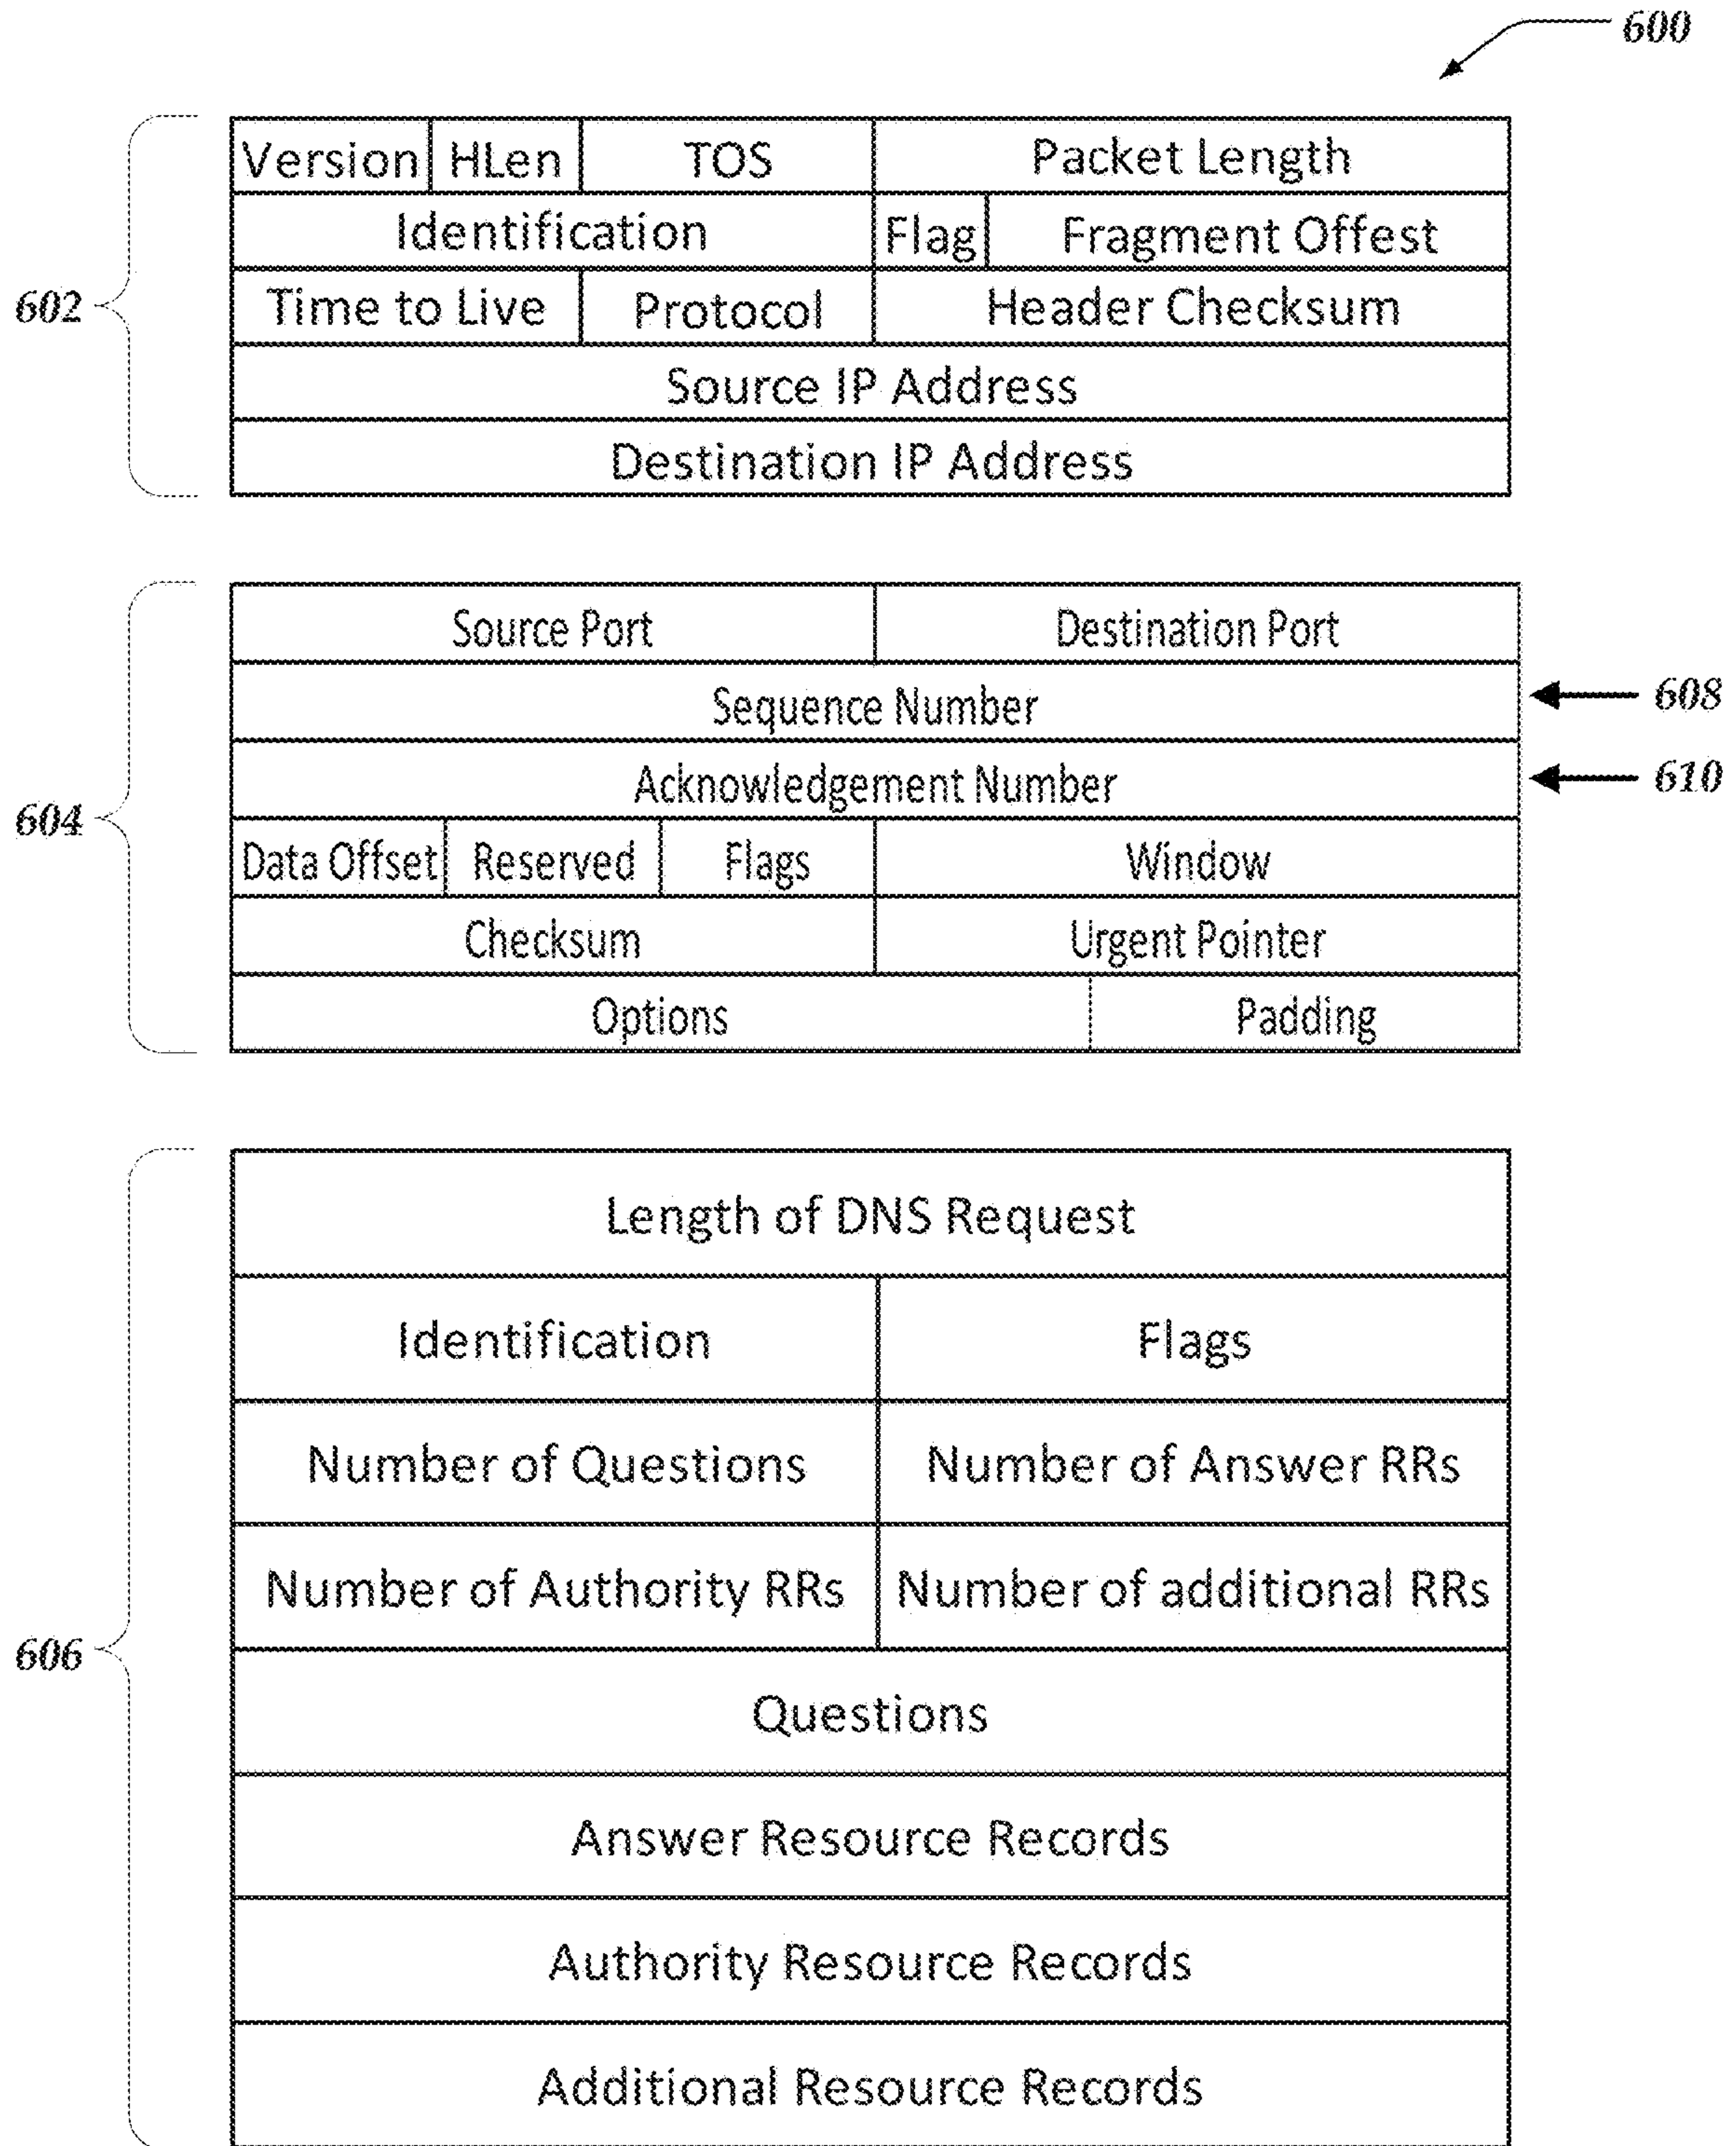 600
Version HLen TOS Packet Length
Identification Flag Fragment Offest
602
Time to Live Protocol Header Checksum
Source IP Address
Destination IP Address
Source Port Destination Port
Sequence Number
608
Acknowledgement Number
610
604
Data Offset Reserved Flags Window
Checksum Urgent Pointer
Options Padding
Length of DNS Request
Identification Flags
Number of Questions Number of Answer RRs
Number of Authority RRs Number of additional RRs
606
Questions
Answer Resource Records
Authority Resource Records
Additional Resource Records